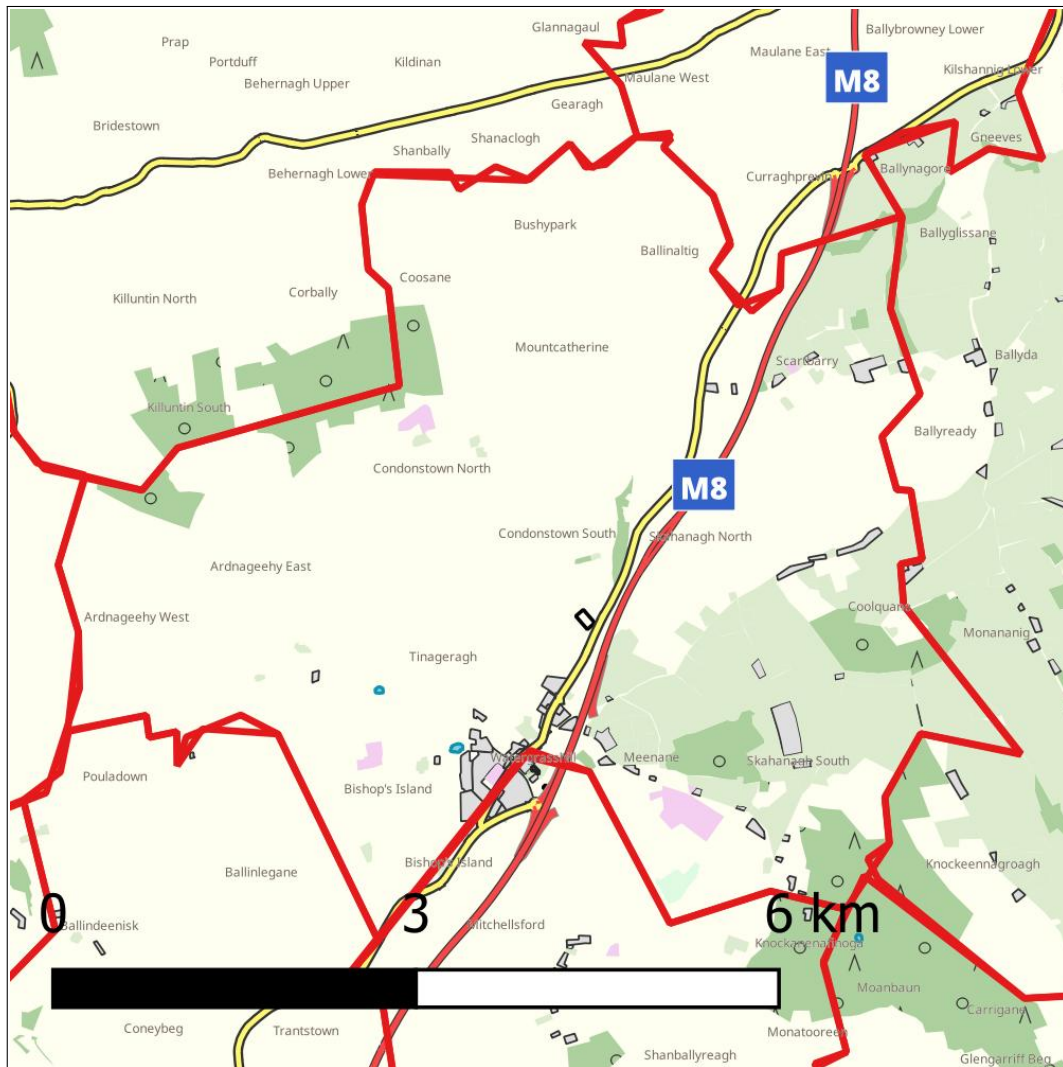 Glannagaul
Ballybrowney Lower
Prap
Maulane East
Portduff
Kildinan
Kilshannig Lower
Behernagh Upper
Maulane West
M8
Gearagh
Bridestown
Shanaclogh
Gneeves
Shanbally
Behernagh Lower
Curraghprevin
Ballynagore
Bushypark
Ballyglissane
Ballinaltig
Coosane
Killuntin North
Corbally
Mountcatherine
Ballyda
Scartbarry
Killuntin South
Ballyready
Condonstown North
M8
Condonstown South
Skahanagh North
Ardnageehy East
Coolquane
Ardnageehy West
Monananig
Tinageragh
Watergrasshill
Meenane
Skahanagh South
Pouladown
Bishop's Island
Bishop's Island
Knockeennagroagh
Ballinlegane
0 3 6 km
Ballindeenisk
Mitchellsford
Moanbaun
Carrigane
Coneybeg
Trantstown
Monatooreen
Shanballyreagh
Glengarriff Beg